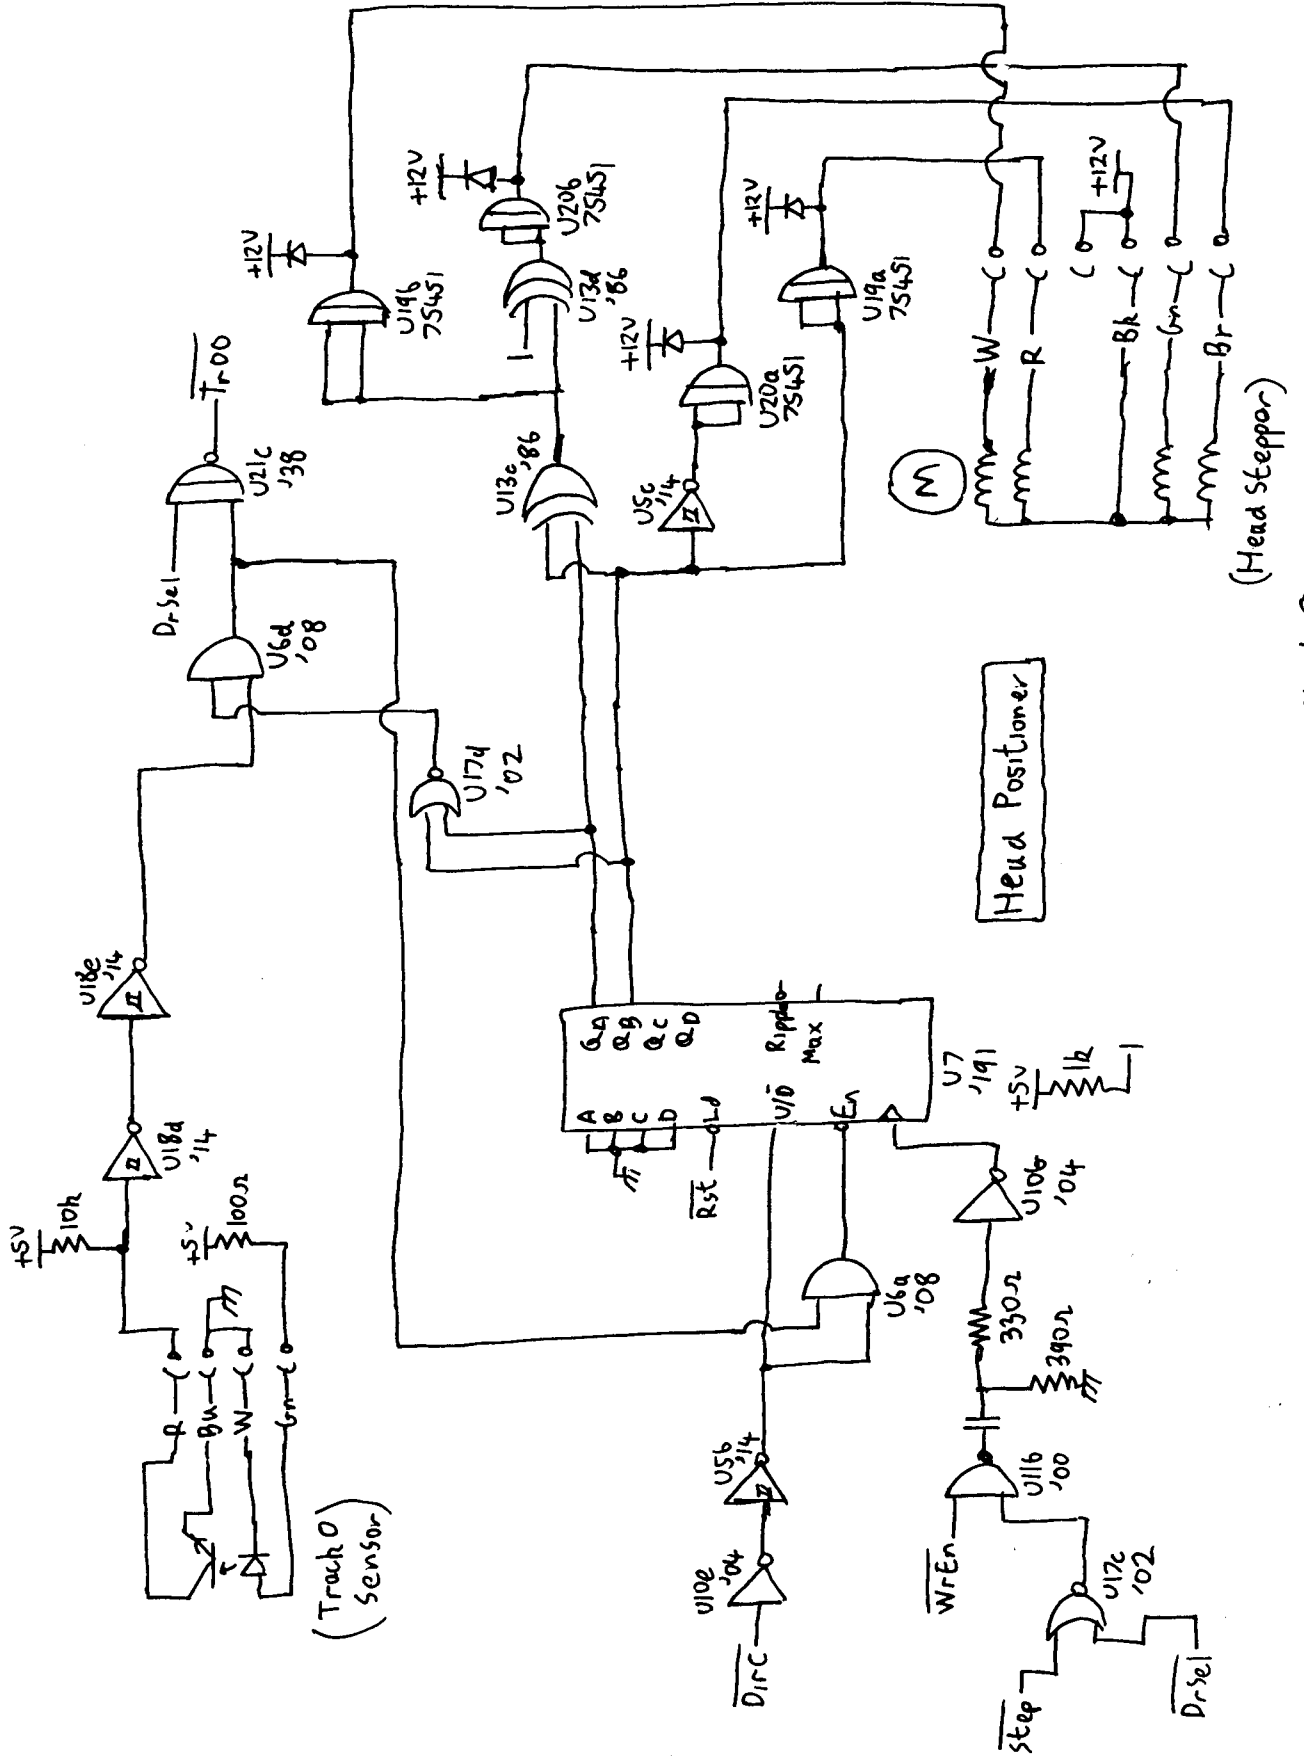 +5V
10k
R
Bu
W
Gn
+5V
100Ω
(Track 0
Sensor)
U18d
'14
U18e
'14
U6d
'08
DrSel
U21c
'38
Tr00
U17d
'02
DirC
U10e
'04
U5b
'14
U6a
'08
Rst
A
B
C
D
Ld
U/D
En
QA
QB
QC
QD
Ripple
Max
U7
'191
+5V
1k
1
Step
DrSel
U17c
'02
WrEn
U11b
'00
390Ω
330Ω
U10b
'04
U13c
'86
U5c
'14
1
U13d
'86
+12V
U19b
75451
+12V
U20b
75451
+12V
U20a
75451
+12V
U19a
75451
M
W
R
Bk
Gn
Br
+12V
(Head Stepper)
Head Positioner